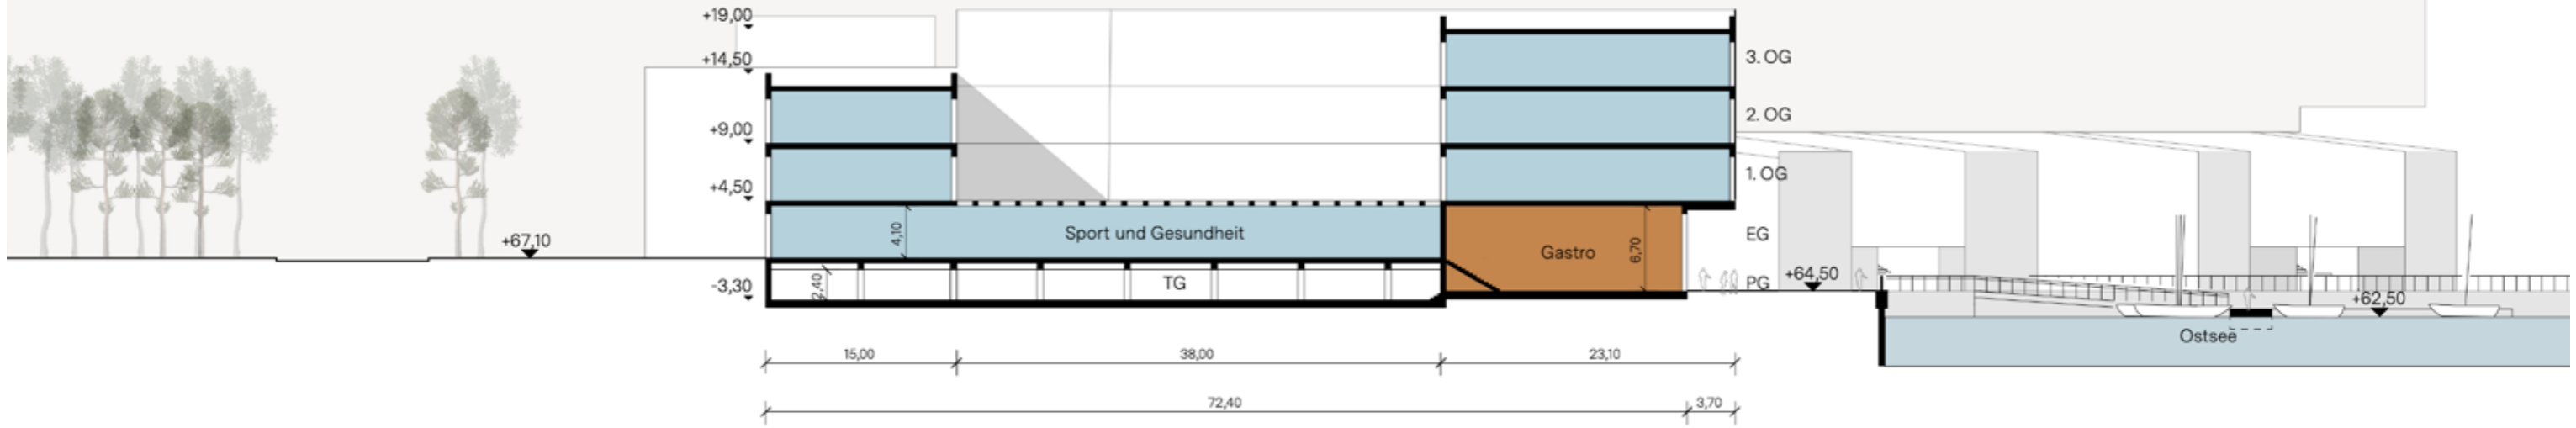 +19,00
+14,50
+9,00
+4,50
-3,30
+67,10
3. OG
2. OG
1. OG
EG
PG
4,10
Sport und Gesundheit
Gastro
6,70
2,40
TG
+64,50
+62,50
Ostsee
15,00
38,00
23,10
72,40
3,70